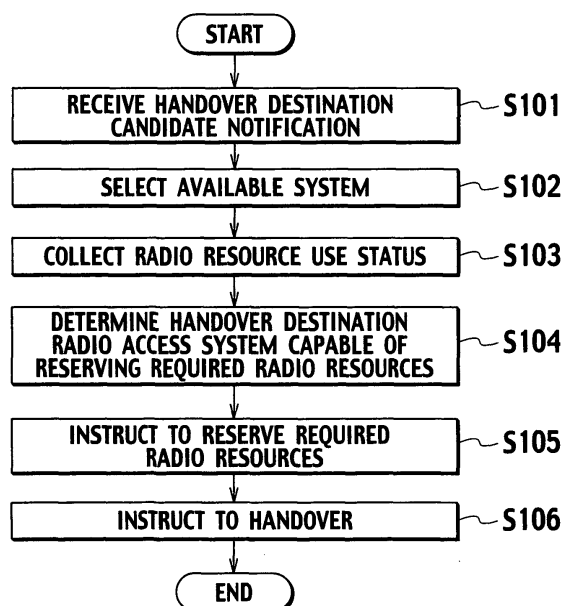 START
RECEIVE HANDOVER DESTINATION
CANDIDATE NOTIFICATION
S101
SELECT AVAILABLE SYSTEM
S102
COLLECT RADIO RESOURCE USE STATUS
S103
DETERMINE HANDOVER DESTINATION
RADIO ACCESS SYSTEM CAPABLE OF
RESERVING REQUIRED RADIO RESOURCES
S104
INSTRUCT TO RESERVE REQUIRED
RADIO RESOURCES
S105
INSTRUCT TO HANDOVER
S106
END